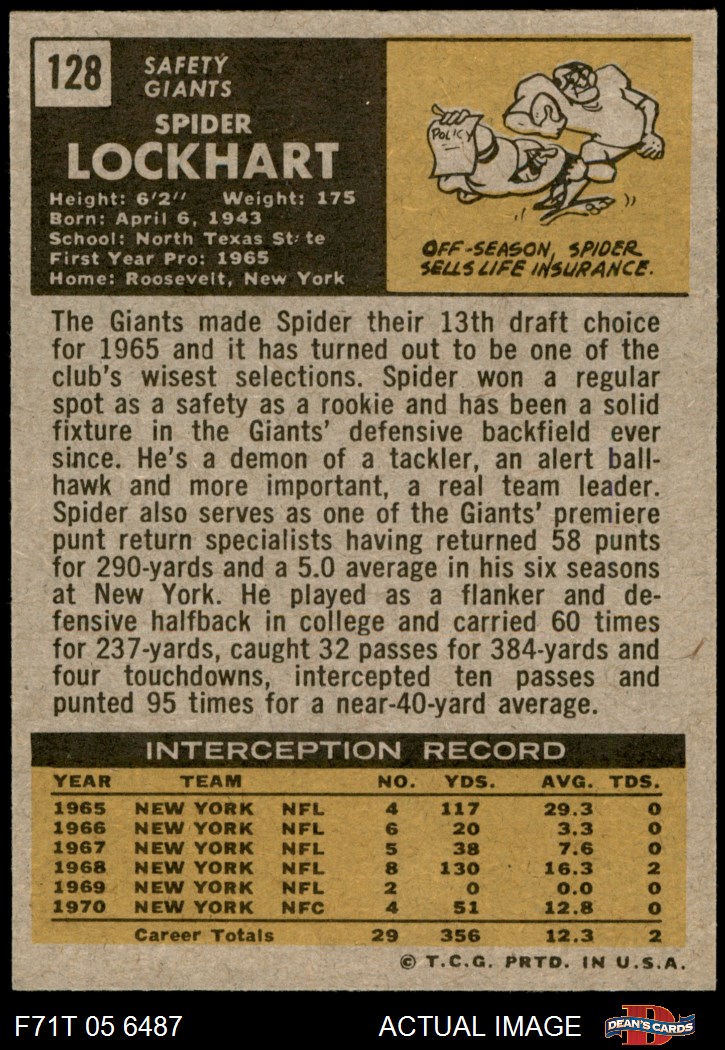 128
SAFETY
GIANTS
SPIDER
LOCKHART
Height: 6'2" Weight: 175
Born: April 6, 1943
School: North Texas State
First Year Pro: 1965
Home: Roosevelt, New York
POLICY
OFF-SEASON, SPIDER
SELLS LIFE INSURANCE.
The Giants made Spider their 13th draft choice
for 1965 and it has turned out to be one of the
club's wisest selections. Spider won a regular
spot as a safety as a rookie and has been a solid
fixture in the Giants' defensive backfield ever
since. He's a demon of a tackler, an alert ball-
hawk and more important, a real team leader.
Spider also serves as one of the Giants' premiere
punt return specialists having returned 58 punts
for 290-yards and a 5.0 average in his six seasons
at New York. He played as a flanker and de-
fensive halfback in college and carried 60 times
for 237-yards, caught 32 passes for 384-yards and
four touchdowns, intercepted ten passes and
punted 95 times for a near-40-yard average.
INTERCEPTION RECORD
YEAR TEAM NO. YDS. AVG. TDS.
1965 NEW YORK NFL 4 117 29.3 0
1966 NEW YORK NFL 6 20 3.3 0
1967 NEW YORK NFL 5 38 7.6 0
1968 NEW YORK NFL 8 130 16.3 2
1969 NEW YORK NFL 2 0 0.0 0
1970 NEW YORK NFC 4 51 12.8 0
Career Totals 29 356 12.3 2
© T.C.G. PRTD. IN U.S.A.
F71T 05 6487 ACTUAL IMAGE D DEAN'S CARDS